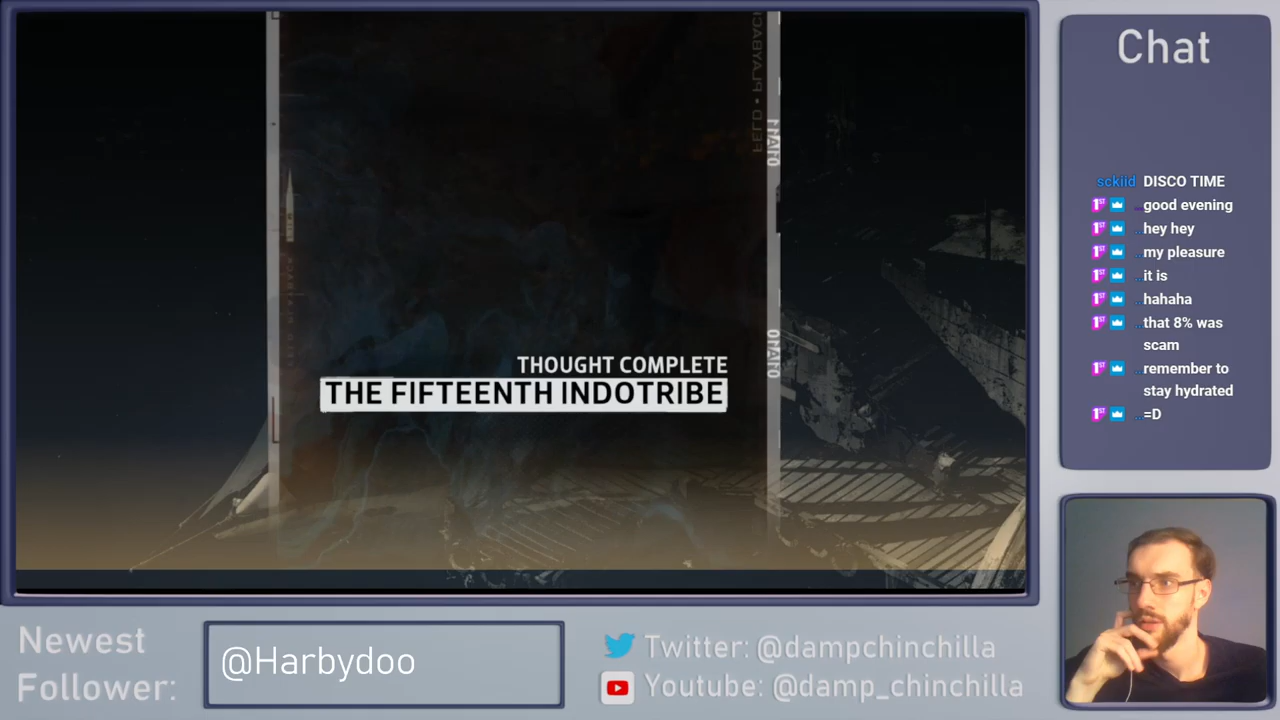 THOUGHT COMPLETE
THE FIFTEENTH INDOTRIBE
Chat
sckiid DISCO TIME
good evening
hey hey
my pleasure
it is
hahaha
that 8% was
scam
remember to
stay hydrated
=D
Newest
Follower:
@Harbydoo
Twitter: @dampchinchilla
Youtube: @damp_chinchilla